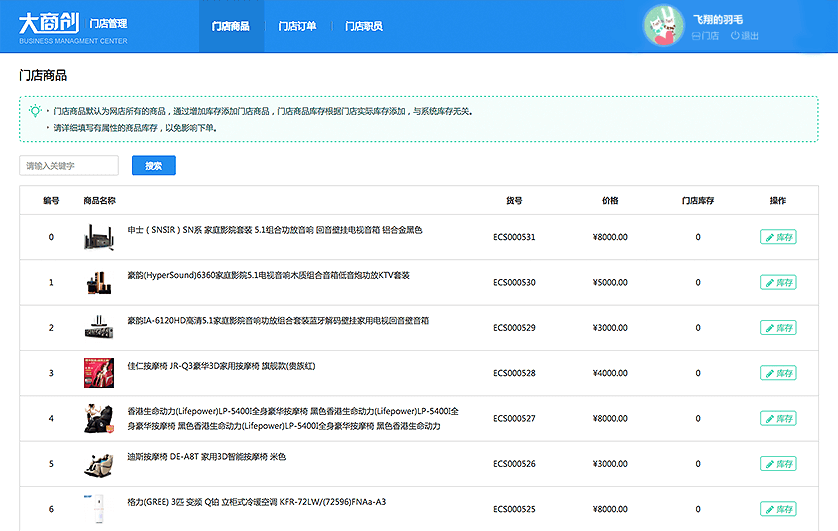 大商创 门店管理
BUSINESS MANAGMENT CENTER
门店商品 门店订单 门店职员
飞翔的羽毛
门店 退出
门店商品
· 门店商品默认为网店所有的商品，通过增加库存添加门店商品，门店商品库存根据门店实际库存添加，与系统库存无关。
· 请详细填写有属性的商品库存，以免影响下单。
请输入关键字 搜索
编号 商品名称 货号 价格 门店库存 操作
0 申士（SNSIR）SN系 家庭影院套装 5.1组合功放音响 回音壁挂电视音箱 铝合金黑色 ECS000531 ¥8000.00 0 库存
1 豪韵(HyperSound)6360家庭影院5.1电视音响木质组合音箱低音炮功放KTV套装 ECS000530 ¥5000.00 0 库存
2 豪韵IA-6120HD高清5.1家庭影院音响功放组合套装蓝牙解码壁挂家用电视回音壁音箱 ECS000529 ¥3000.00 0 库存
3 佳仁按摩椅 JR-Q3豪华3D家用按摩椅 旗舰款(贵族红) ECS000528 ¥4000.00 0 库存
4 香港生命动力(Lifepower)LP-5400I全身豪华按摩椅 黑色香港生命动力(Lifepower)LP-5400I全 ECS000527 ¥8000.00 0 库存
身豪华按摩椅 黑色香港生命动力(Lifepower)LP-5400I全身豪华按摩椅 黑色香港生命动力
5 迪斯按摩椅 DE-A8T 家用3D智能按摩椅 米色 ECS000526 ¥3000.00 0 库存
6 格力(GREE) 3匹 变频 Q铂 立柜式冷暖空调 KFR-72LW/(72596)FNAa-A3 ECS000525 ¥8000.00 0 库存